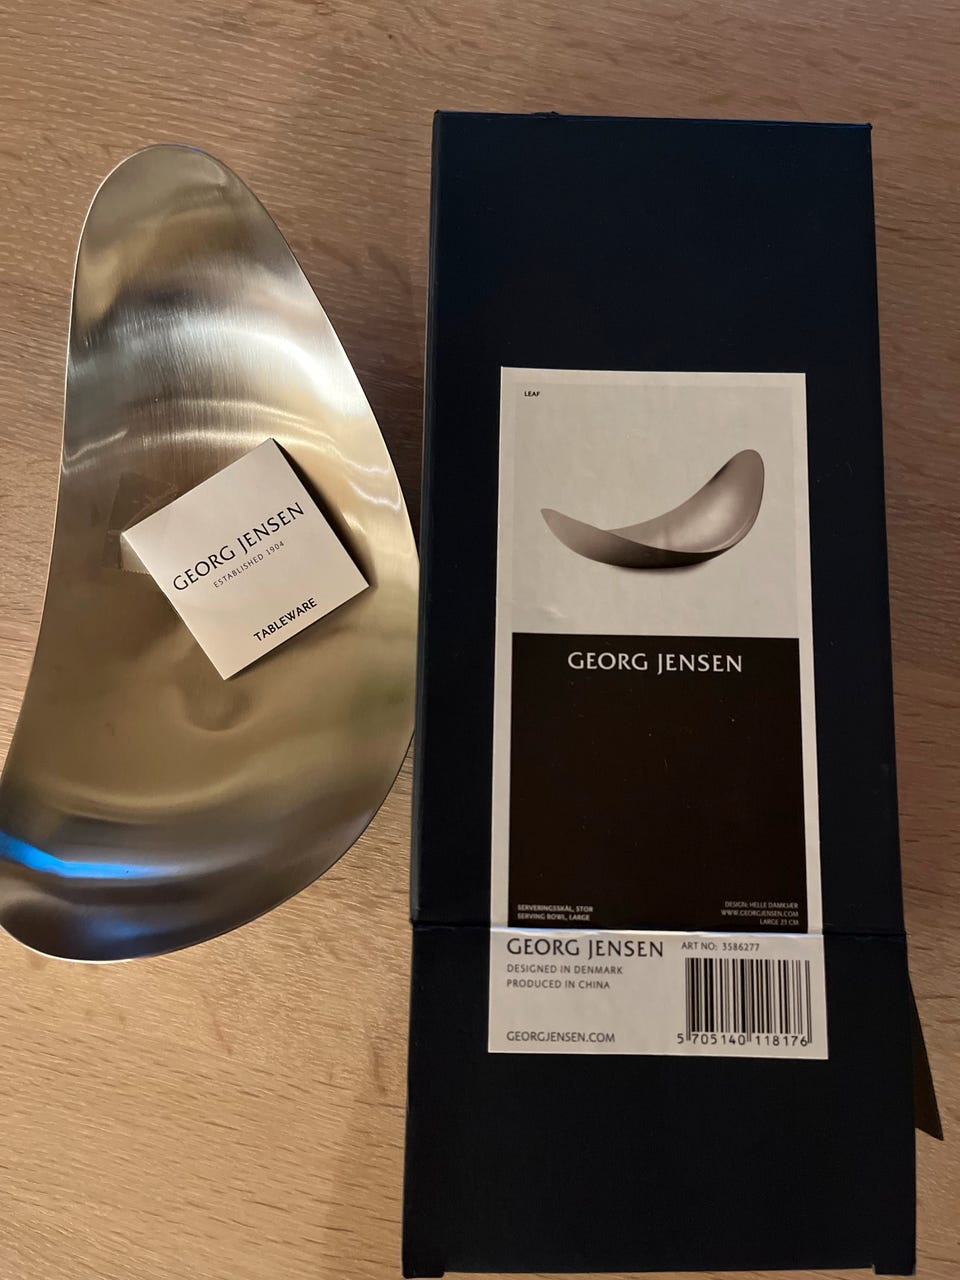 GEORG JENSEN
ESTABLISHED 1904
TABLEWARE
LEAF
GEORG JENSEN
SERVERINGSSKÅL, STOR
SERVING BOWL, LARGE
DESIGN: HELLE DAMKJÆR
WWW.GEORGJENSEN.COM
LARGE 23 CM
GEORG JENSEN
ART NO: 3586277
DESIGNED IN DENMARK
PRODUCED IN CHINA
GEORGJENSEN.COM
5 705140 118176